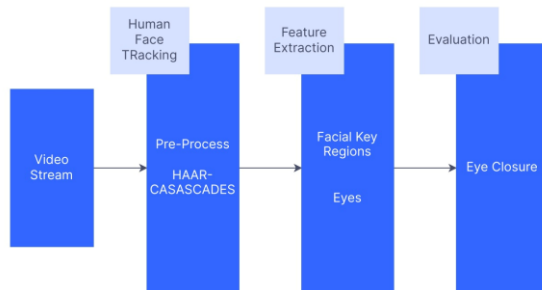 Human
Face
TRacking
Feature
Extraction
Evaluation
Video
Stream
Pre-Process
HAAR-
CASASCADES
Facial Key
Regions
Eyes
Eye Closure